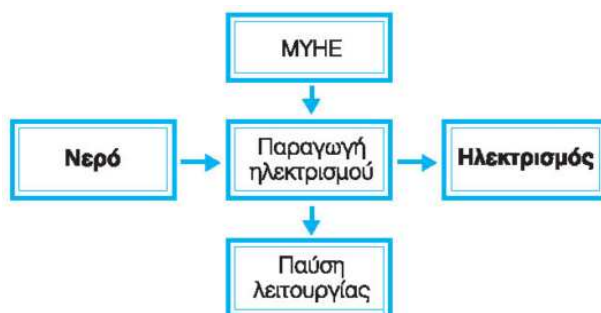 ΜΥΗΕ
Νερό
Παραγωγή
ηλεκτρισμού
Ηλεκτρισμός
Παύση
λειτουργίας